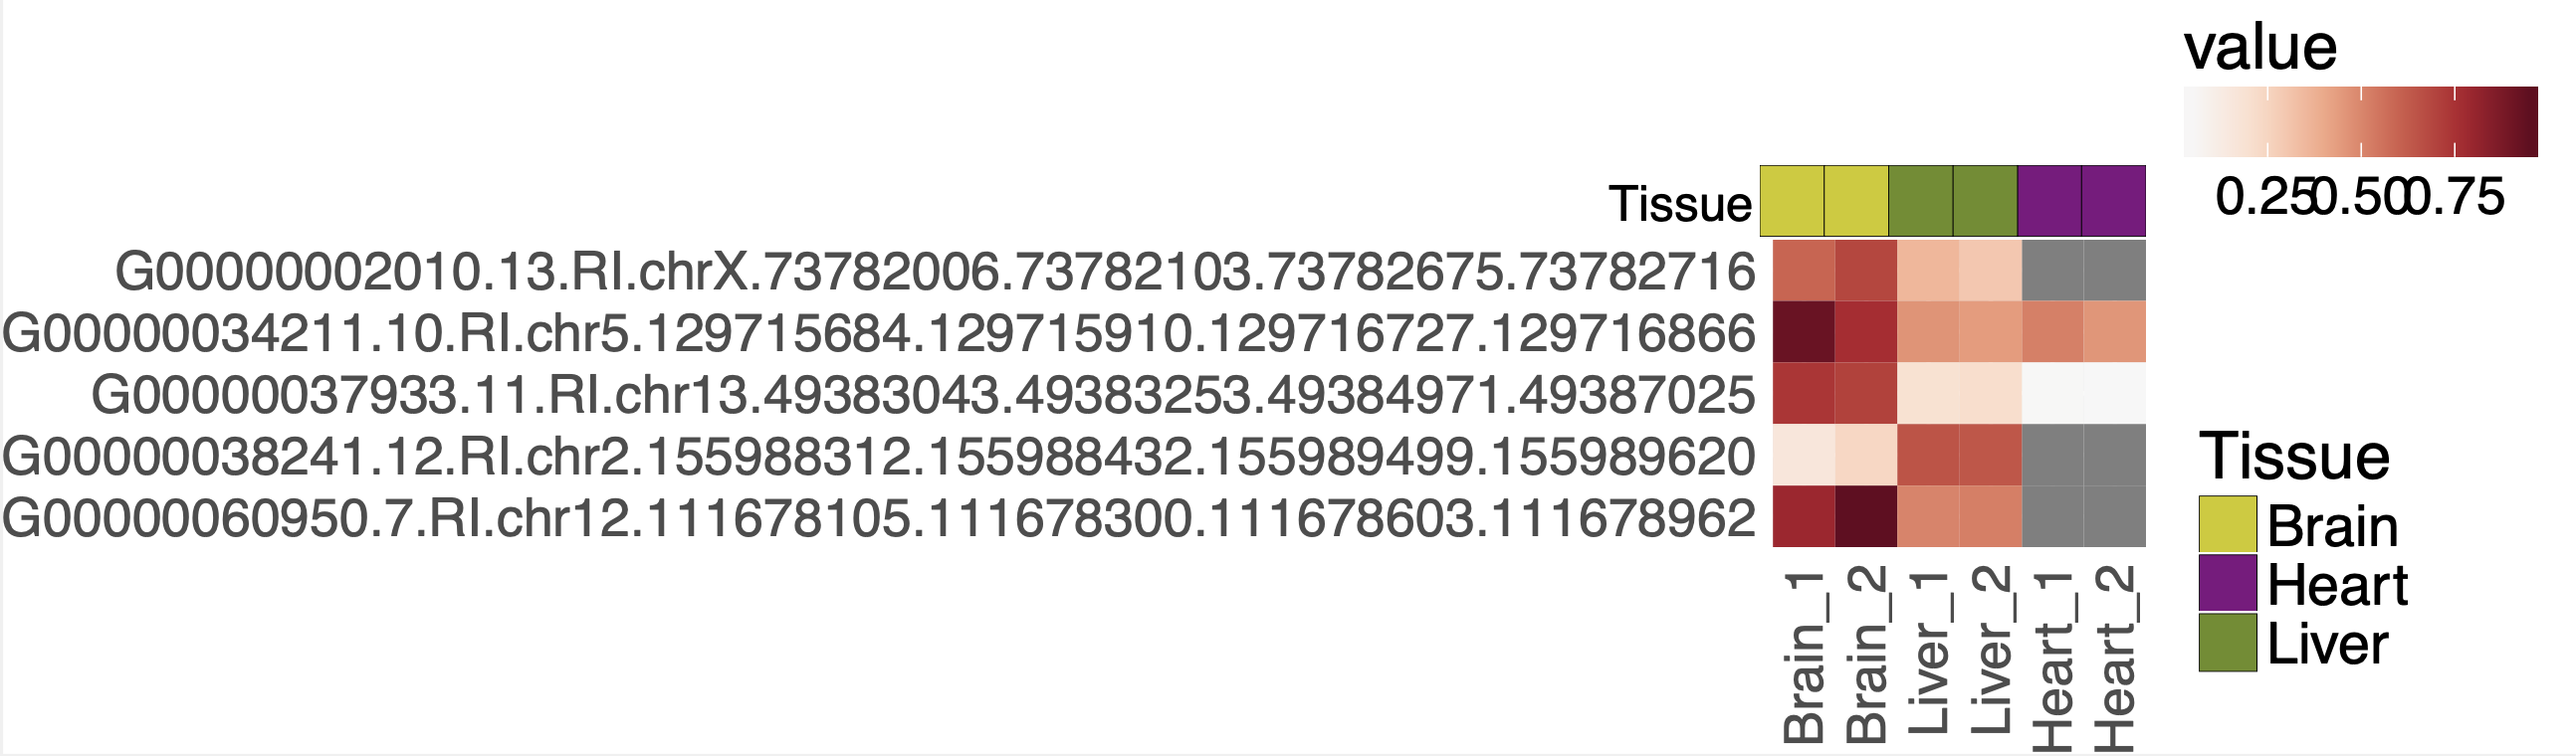 value
0.25 0.50 0.75
Tissue
G00000002010.13.RI.chrX.73782006.73782103.73782675.73782716
G00000034211.10.RI.chr5.129715684.129715910.129716727.129716866
G00000037933.11.RI.chr13.49383043.49383253.49384971.49387025
G00000038241.12.RI.chr2.155988312.155988432.155989499.155989620
G00000060950.7.RI.chr12.111678105.111678300.111678603.111678962
Brain_1
Brain_2
Liver_1
Liver_2
Heart_1
Heart_2
Tissue
Brain
Heart
Liver